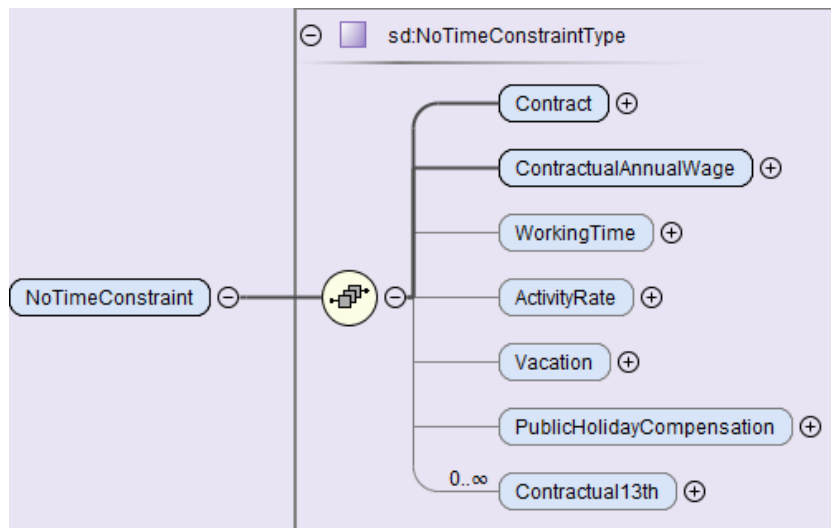 sd:NoTimeConstraintType
Contract
ContractualAnnualWage
WorkingTime
NoTimeConstraint
ActivityRate
Vacation
PublicHolidayCompensation
0..∞
Contractual13th